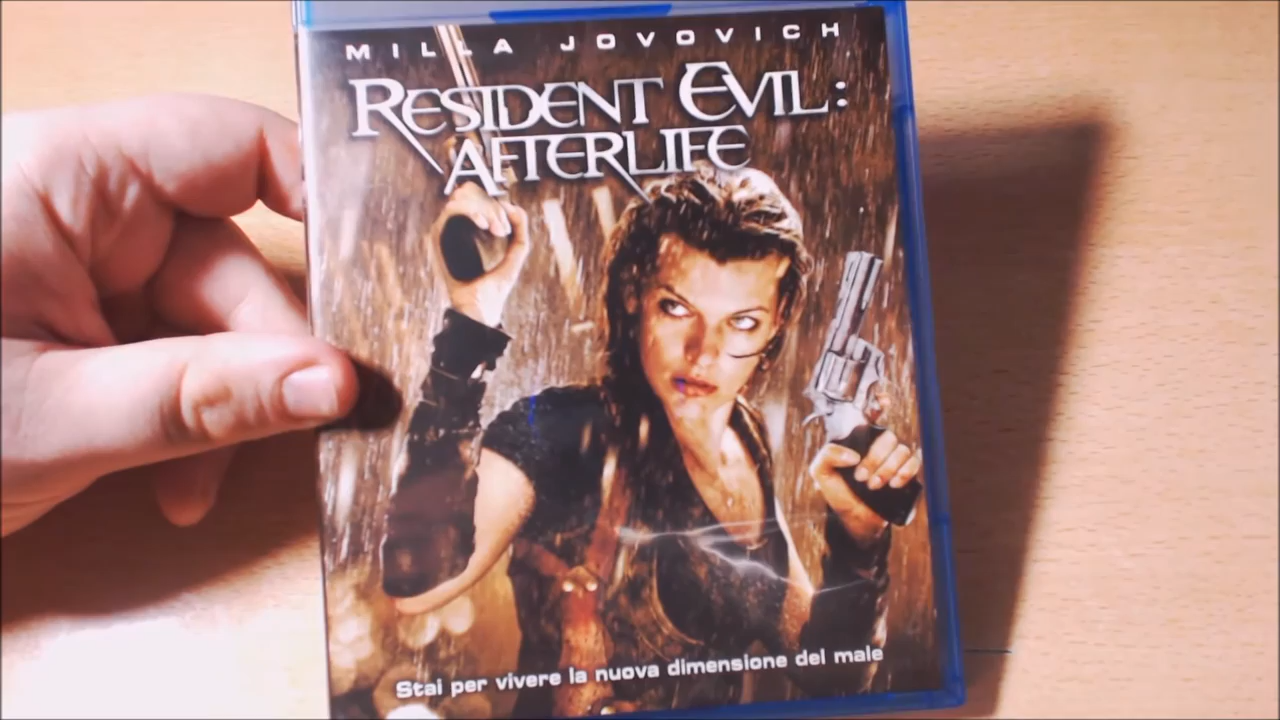 MILLA JOVOVICH
RESIDENT EVIL:
AFTERLIFE
Stai per vivere la nuova dimensione del male